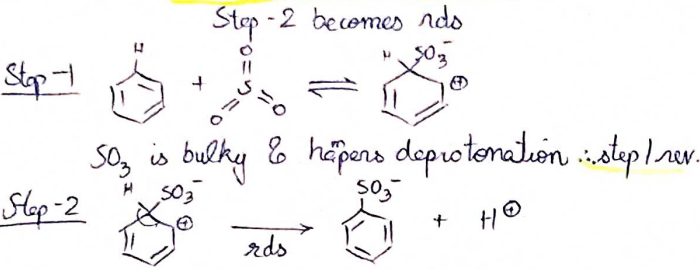 Step-2 becomes rds
Step-1 H + O S O O ⇌ H SO₃⁻ ⊕
SO₃ is bulky & hampers deprotonation ∴ step 1 rev.
Step-2 H SO₃⁻ ⊕ rds → SO₃⁻ + H⊕